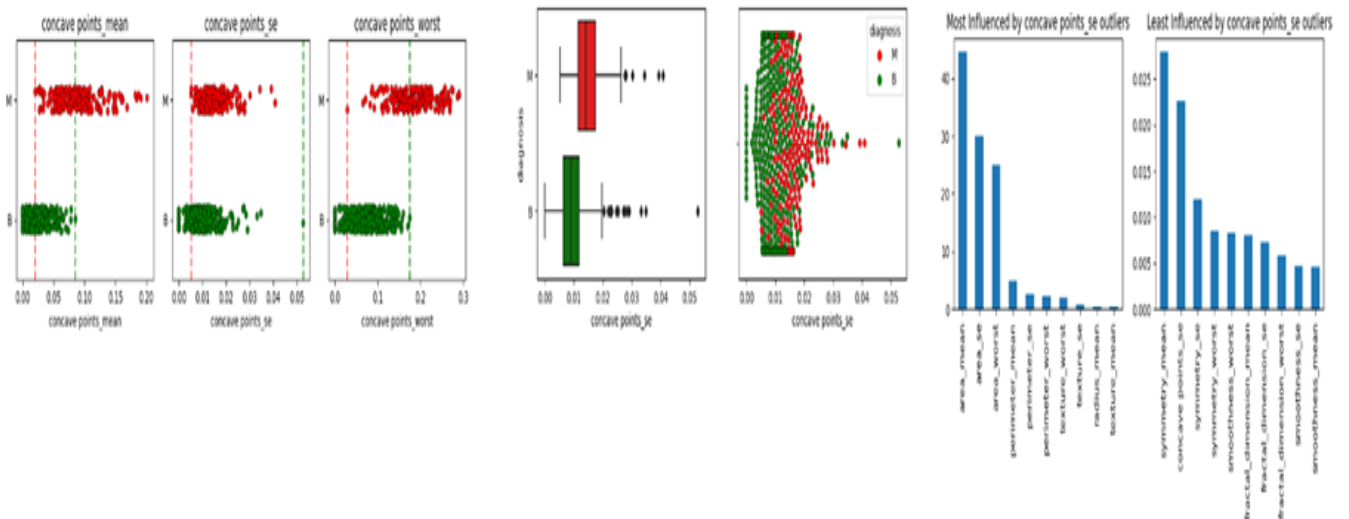 concave points_mean
M
B
0.00 0.05 0.10 0.15 0.20
concave points_mean
concave points_se
M
B
0.00 0.01 0.02 0.03 0.04 0.05
concave points_se
concave points_worst
M
B
0.0 0.1 0.2 0.3
concave points_worst
diagnosis
M
B
0.00 0.01 0.02 0.03 0.04 0.05
concave points_se
diagnosis
M
B
0.00 0.01 0.02 0.03 0.04 0.05
concave points_se
Most Influenced by concave points_se outliers
40
30
20
10
0
area_mean
area_se
area_worst
perimeter_mean
perimeter_se
perimeter_worst
texture_worst
texture_se
radius_mean
texture_mean
Least Influenced by concave points_se outliers
0.025
0.020
0.015
0.010
0.005
0.000
symmetry_mean
concave points_se
symmetry_se
symmetry_worst
smoothness_worst
fractal_dimension_mean
fractal_dimension_se
fractal_dimension_worst
smoothness_se
smoothness_mean